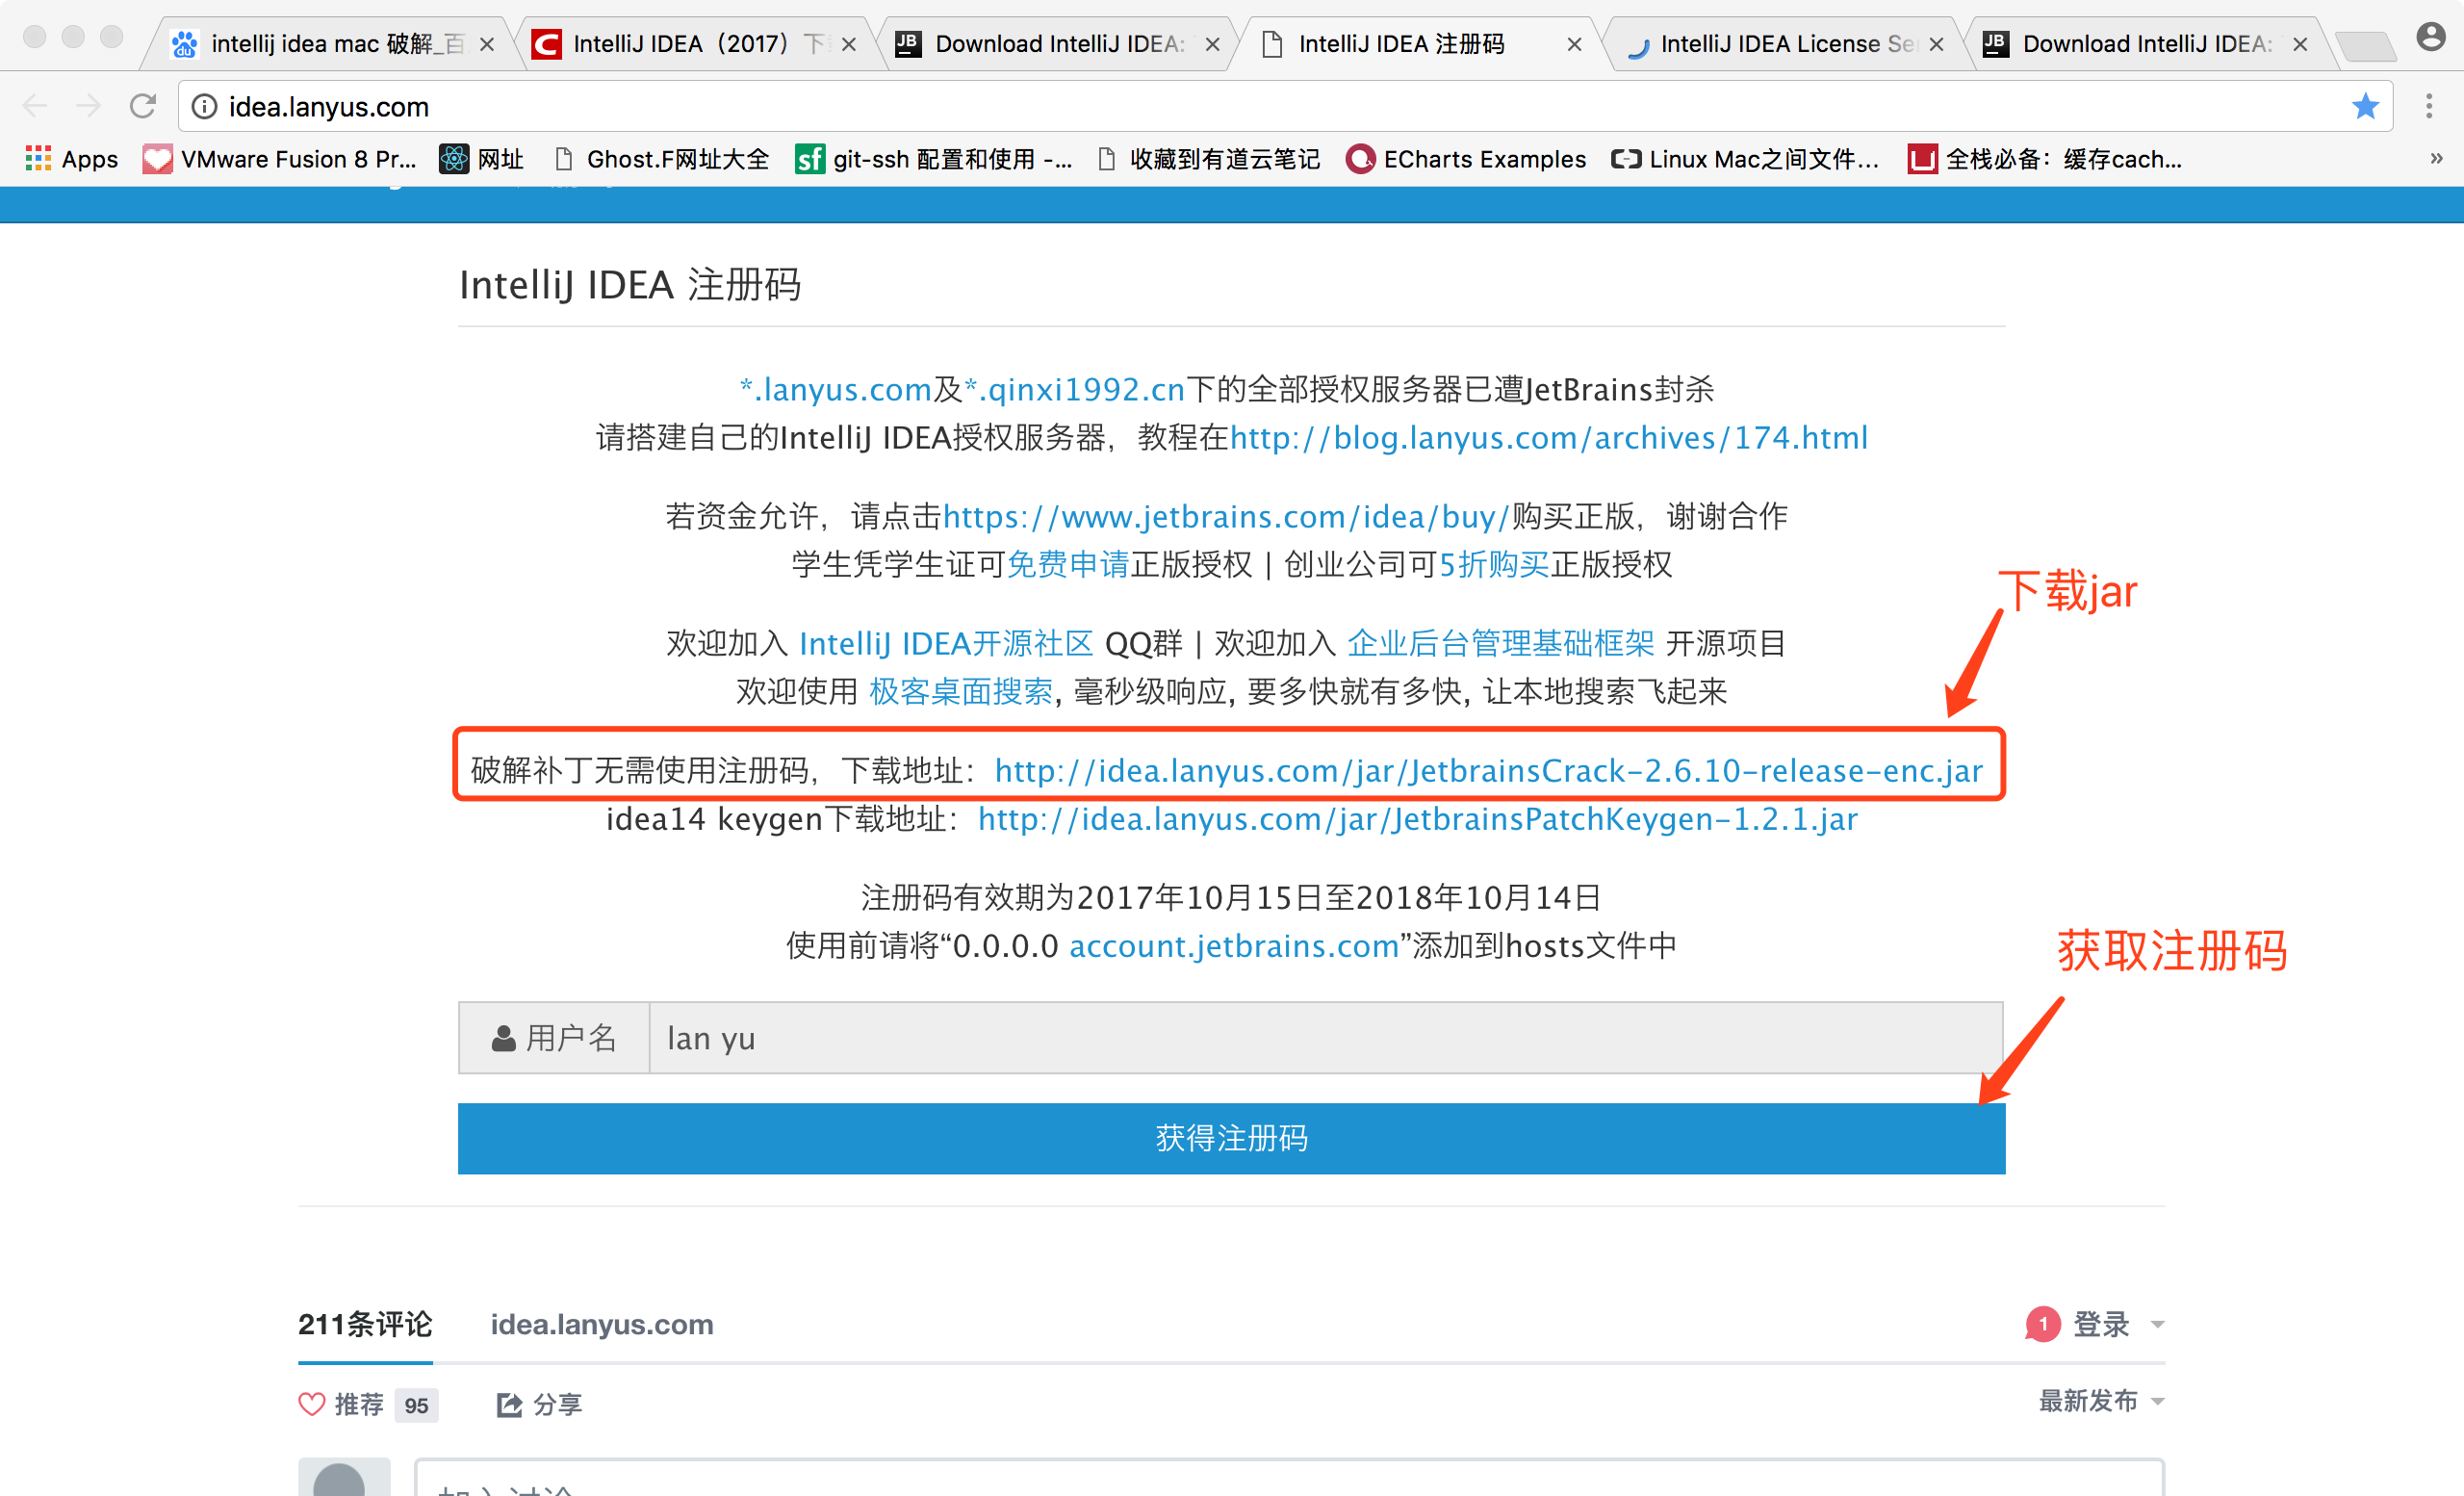 intellij idea mac 破解_百
IntelliJ IDEA（2017）下
Download IntelliJ IDEA:
IntelliJ IDEA 注册码
IntelliJ IDEA License Se
Download IntelliJ IDEA:
idea.lanyus.com
Apps
VMware Fusion 8 Pr...
网址
Ghost.F网址大全
git-ssh 配置和使用 -...
收藏到有道云笔记
ECharts Examples
Linux Mac之间文件...
全栈必备：缓存cach...
IntelliJ IDEA 注册码
*.lanyus.com及*.qinxi1992.cn下的全部授权服务器已遭JetBrains封杀
请搭建自己的IntelliJ IDEA授权服务器，教程在http://blog.lanyus.com/archives/174.html
若资金允许，请点击https://www.jetbrains.com/idea/buy/购买正版，谢谢合作
学生凭学生证可免费申请正版授权 | 创业公司可5折购买正版授权
下载jar
欢迎加入 IntelliJ IDEA开源社区 QQ群 | 欢迎加入 企业后台管理基础框架 开源项目
欢迎使用 极客桌面搜索, 毫秒级响应, 要多快就有多快, 让本地搜索飞起来
破解补丁无需使用注册码，下载地址：http://idea.lanyus.com/jar/JetbrainsCrack-2.6.10-release-enc.jar
idea14 keygen下载地址：http://idea.lanyus.com/jar/JetbrainsPatchKeygen-1.2.1.jar
注册码有效期为2017年10月15日至2018年10月14日
使用前请将“0.0.0.0 account.jetbrains.com”添加到hosts文件中
获取注册码
用户名
lan yu
获得注册码
211条评论
idea.lanyus.com
1
登录
推荐 95
分享
最新发布